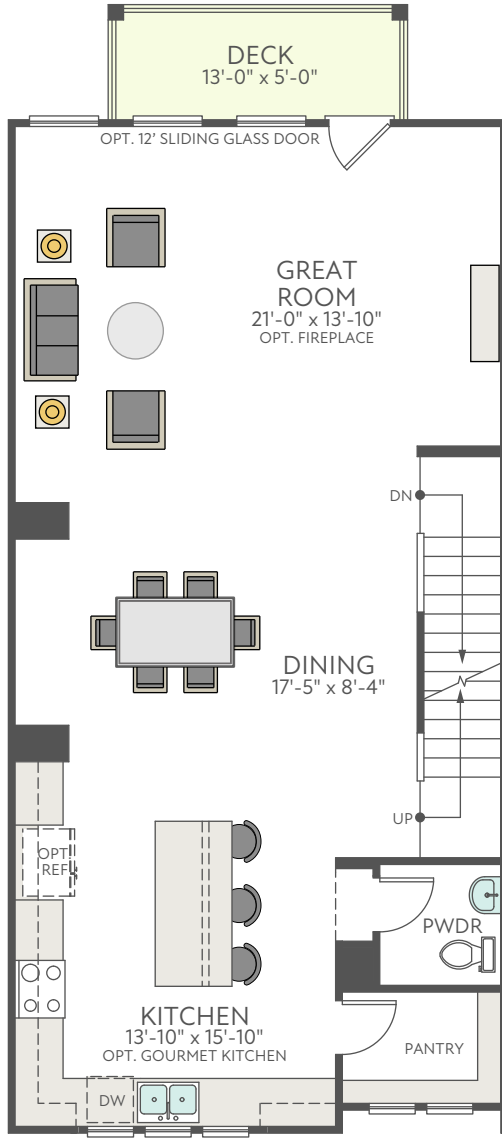 DECK
13'-0" x 5'-0"
OPT. 12' SLIDING GLASS DOOR
GREAT
ROOM
21'-0" x 13'-10"
OPT. FIREPLACE
DN
DINING
17'-5" x 8'-4"
UP
OPT.
REF.
PWDR
KITCHEN
13'-10" x 15'-10"
OPT. GOURMET KITCHEN
PANTRY
DW